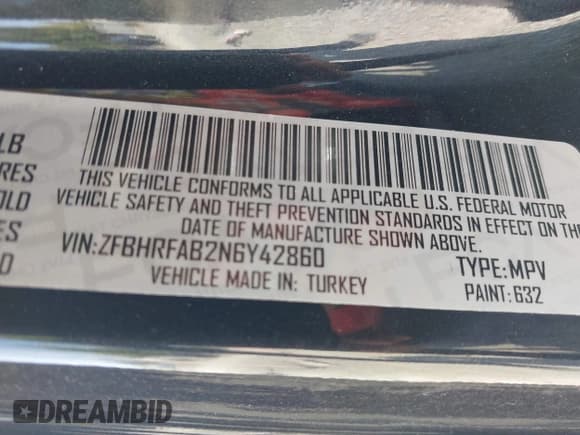 LB
RES
OLD
ES
D
THIS VEHICLE CONFORMS TO ALL APPLICABLE U.S. FEDERAL MOTOR
VEHICLE SAFETY AND THEFT PREVENTION STANDARDS IN EFFECT ON THE
DATE OF MANUFACTURE SHOWN ABOVE.
VIN:ZFBHRFAB2N6Y42860
TYPE:MPV
VEHICLE MADE IN: TURKEY
PAINT:632
DREAMBID